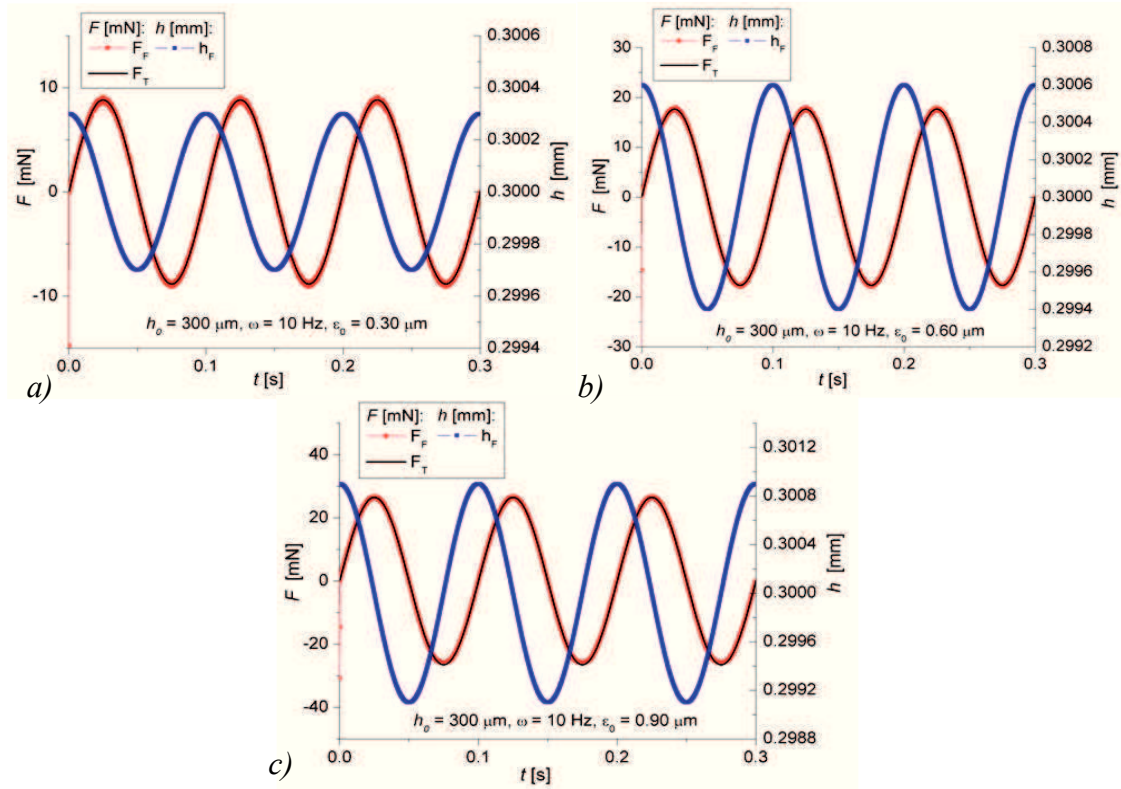 F [mN]: h [mm]:
F_F h_F
F_T
10
0
-10
F [mN]
0.3006
0.3004
0.3002
0.3000
0.2998
0.2996
0.2994
h [mm]
h₀ = 300 μm, ω = 10 Hz, ε₀ = 0.30 μm
0.0 0.1 0.2 0.3
t [s]
a)
F [mN]: h [mm]:
F_F h_F
F_T
30
20
10
0
-10
-20
-30
F [mN]
0.3008
0.3006
0.3004
0.3002
0.3000
0.2998
0.2996
0.2994
0.2992
h [mm]
h₀ = 300 μm, ω = 10 Hz, ε₀ = 0.60 μm
0.0 0.1 0.2 0.3
t [s]
b)
F [mN]: h [mm]:
F_F h_F
F_T
40
20
0
-20
-40
F [mN]
0.3012
0.3008
0.3004
0.3000
0.2996
0.2992
0.2988
h [mm]
h₀ = 300 μm, ω = 10 Hz, ε₀ = 0.90 μm
0.0 0.1 0.2 0.3
t [s]
c)